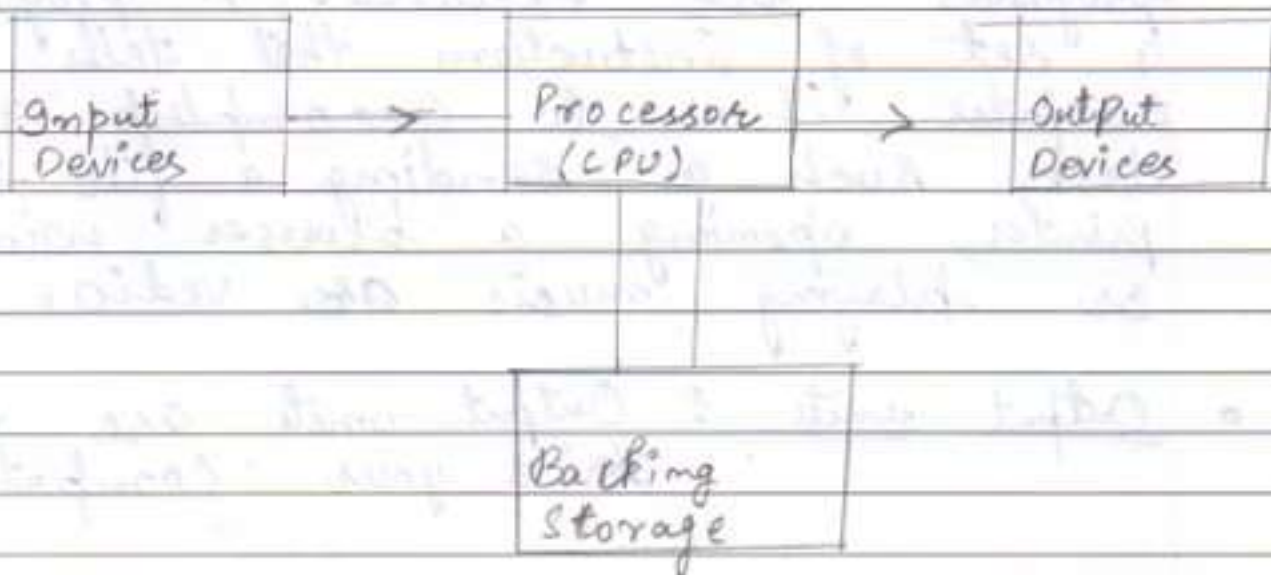 Input
Devices
Processor
(CPU)
Output
Devices
Backing
Storage